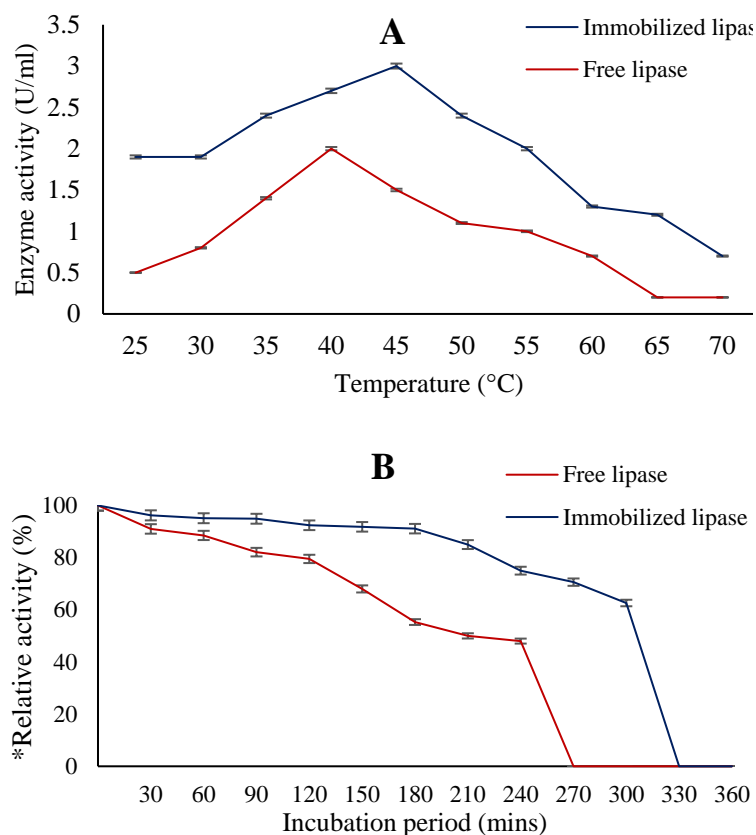 A
Immobilized lipas
Free lipase
Enzyme activity (U/ml)
3.5
3
2.5
2
1.5
1
0.5
0
25 30 35 40 45 50 55 60 65 70
Temperature (°C)
B
Free lipase
Immobilized lipase
*Relative activity (%)
100
80
60
40
20
0
30 60 90 120 150 180 210 240 270 300 330 360
Incubation period (mins)